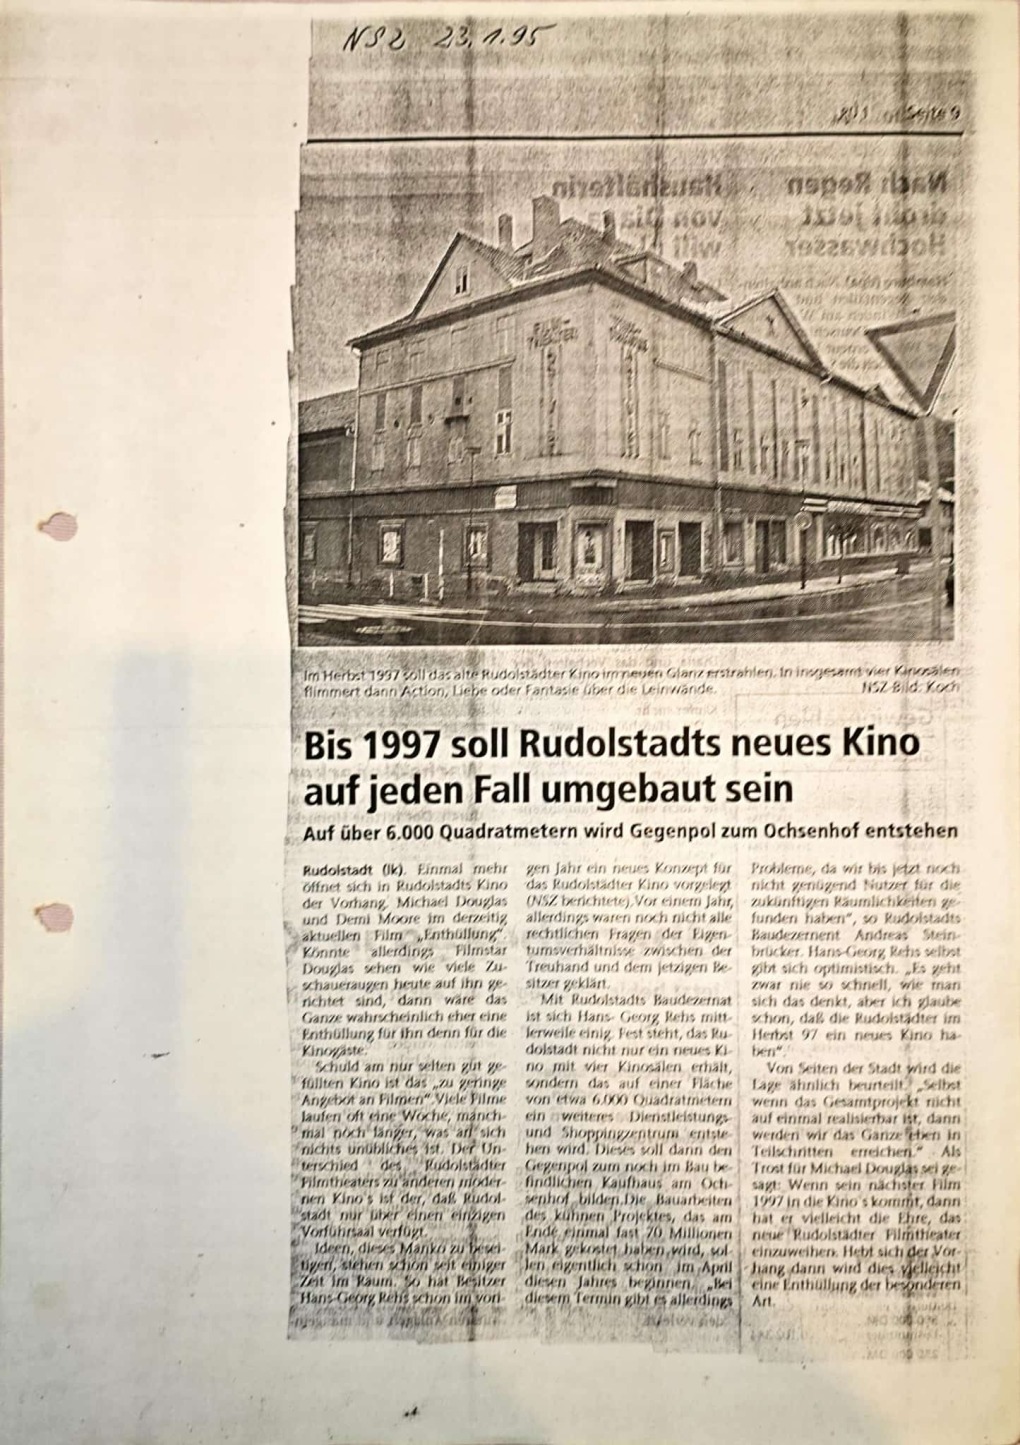 NSZ 23.1.95
Seite 9
FILM-THEATER
Im Herbst 1997 soll das alte Rudolstädter Kino im neuen Glanz erstrahlen. In insgesamt vier Kinosälen
flimmert dann Action, Liebe oder Fantasie über die Leinwände. NSZ-Bild: Koch
Bis 1997 soll Rudolstadts neues Kino
auf jeden Fall umgebaut sein
Auf über 6.000 Quadratmetern wird Gegenpol zum Ochsenhof entstehen
Rudolstadt (lk). Einmal mehr
öffnet sich in Rudolstadts Kino
der Vorhang. Michael Douglas
und Demi Moore im derzeitig
aktuellen Film „Enthüllung“.
Könnte allerdings Filmstar
Douglas sehen wie viele Zu-
schaueraugen heute auf ihn ge-
richtet sind, dann wäre das
Ganze wahrscheinlich eher eine
Enthüllung für ihn denn für die
Kinogäste.
Schuld am nur selten gut ge-
füllten Kino ist das „zu geringe
Angebot an Filmen“. Viele Filme
laufen oft eine Woche, manch-
mal noch länger, was an sich
nichts unübliches ist. Der Un-
terschied des Rudolstädter
Filmtheaters zu anderen moder-
nen Kino's ist der, daß Rudol-
stadt nur über einen einzigen
Vorführsaal verfügt.
Ideen, dieses Manko zu besei-
tigen, stehen schon seit einiger
Zeit im Raum. So hat Besitzer
Hans-Georg Rehs schon im vori-
gen Jahr ein neues Konzept für
das Rudolstädter Kino vorgelegt
(NSZ berichtete). Vor einem Jahr,
allerdings waren noch nicht alle
rechtlichen Fragen der Eigen-
tumsverhältnisse zwischen der
Treuhand und dem jetzigen Be-
sitzer geklärt.
Mit Rudolstadts Baudezernat
ist sich Hans- Georg Rehs mitt-
lerweile einig. Fest steht, das Ru-
dolstadt nicht nur ein neues Ki-
no mit vier Kinosälen erhält,
sondern das auf einer Fläche
von etwa 6.000 Quadratmetern
ein weiteres Dienstleistungs-
und Shoppingzentrum entste-
hen wird. Dieses soll dann den
Gegenpol zum noch im Bau be-
findlichen Kaufhaus am Och-
senhof bilden.Die Bauarbeiten
des kühnen Projektes, das am
Ende einmal fast 70 Millionen
Mark gekostet haben wird, sol-
len eigentlich schon im April
diesen Jahres beginnen. „Bei
diesem Termin gibt es allerdings
Probleme, da wir bis jetzt noch
nicht genügend Nutzer für die
zukünftigen Räumlichkeiten ge-
funden haben“, so Rudolstadts
Baudezernent Andreas Stein-
brücker. Hans-Georg Rehs selbst
gibt sich optimistisch. „Es geht
zwar nie so schnell, wie man
sich das denkt, aber ich glaube
schon, daß die Rudolstädter im
Herbst 97 ein neues Kino ha-
ben“.
Von Seiten der Stadt wird die
Lage ähnlich beurteilt. „Selbst
wenn das Gesamtprojekt nicht
auf einmal realisierbar ist, dann
werden wir das Ganze eben in
Teilschritten erreichen.“ Als
Trost für Michael Douglas sei ge-
sagt: Wenn sein nächster Film
1997 in die Kino's kommt, dann
hat er vielleicht die Ehre, das
neue Rudolstädter Filmtheater
einzuweihen. Hebt sich der Vor-
hang dann wird dies vielleicht
eine Enthüllung der besonderen
Art.